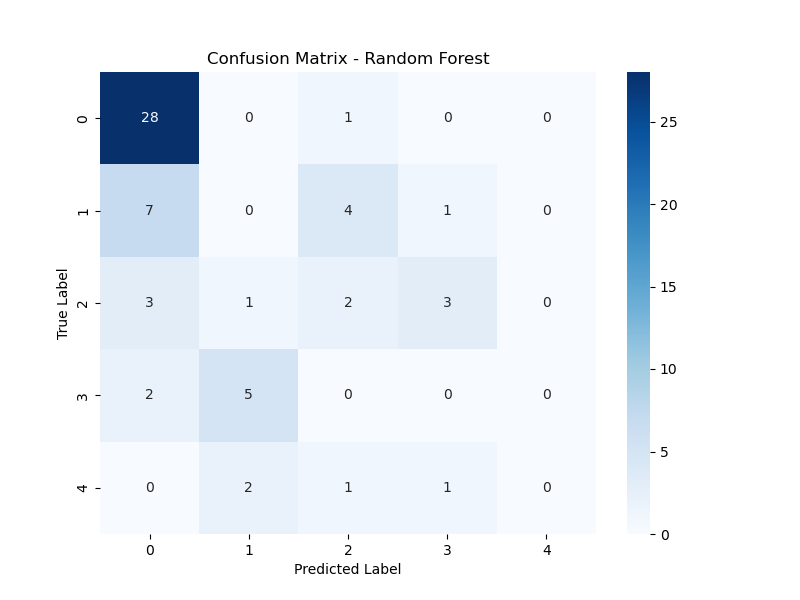 Confusion Matrix - Random Forest
0 28 0 1 0 0
1 7 0 4 1 0
2 3 1 2 3 0
3 2 5 0 0 0
4 0 2 1 1 0
0 1 2 3 4
Predicted Label
True Label
25
20
15
10
5
0